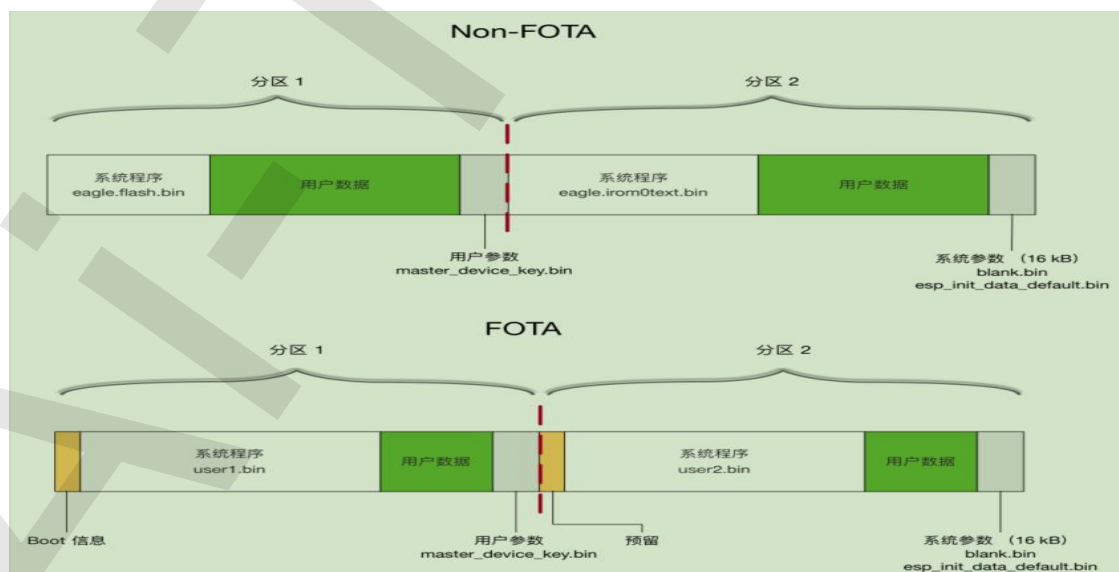 Non-FOTA
分区 1
分区 2
系统程序
eagle.flash.bin
用户数据
系统程序
eagle.irom0text.bin
用户数据
用户参数
master_device_key.bin
系统参数 （16 kB）
blank.bin
esp_init_data_default.bin
FOTA
分区 1
分区 2
系统程序
user1.bin
用户数据
系统程序
user2.bin
用户数据
Boot 信息
用户参数
master_device_key.bin
预留
系统参数 （16 kB）
blank.bin
esp_init_data_default.bin